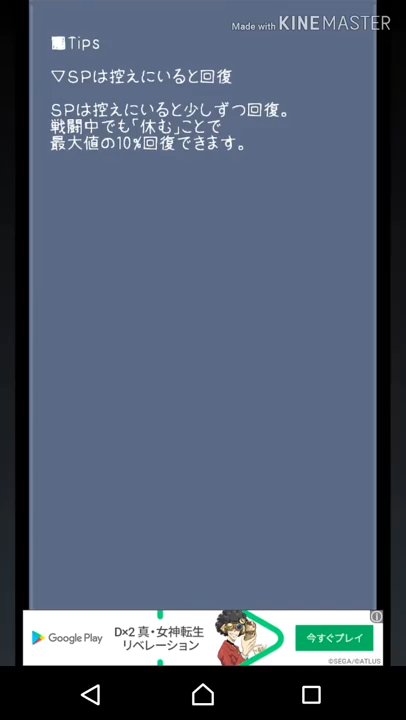 Made with KINEMASTER
■Tips
▽SPは控えにいると回復
SPは控えにいると少しずつ回復。
戦闘中でも「休む」ことで
最大値の10%回復できます。
Google Play
D×2 真・女神転生
リベレーション
今すぐプレイ
©SEGA/©ATLUS